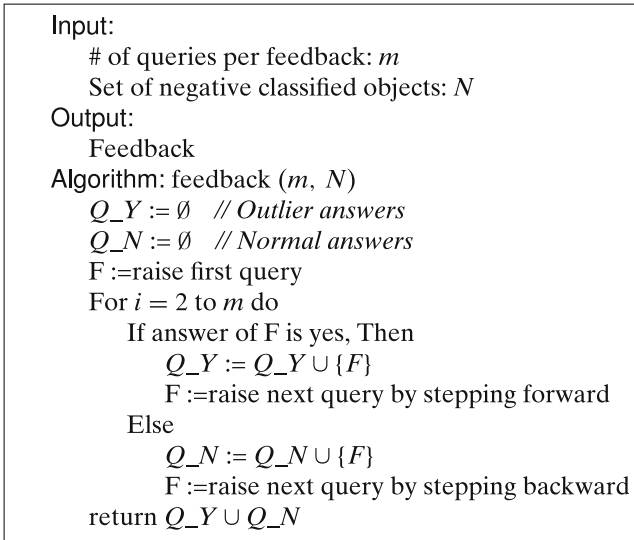 Input:
# of queries per feedback: m
Set of negative classified objects: N
Output:
Feedback
Algorithm: feedback (m, N)
Q_Y := ∅ // Outlier answers
Q_N := ∅ // Normal answers
F :=raise first query
For i = 2 to m do
If answer of F is yes, Then
Q_Y := Q_Y ∪ {F}
F :=raise next query by stepping forward
Else
Q_N := Q_N ∪ {F}
F :=raise next query by stepping backward
return Q_Y ∪ Q_N